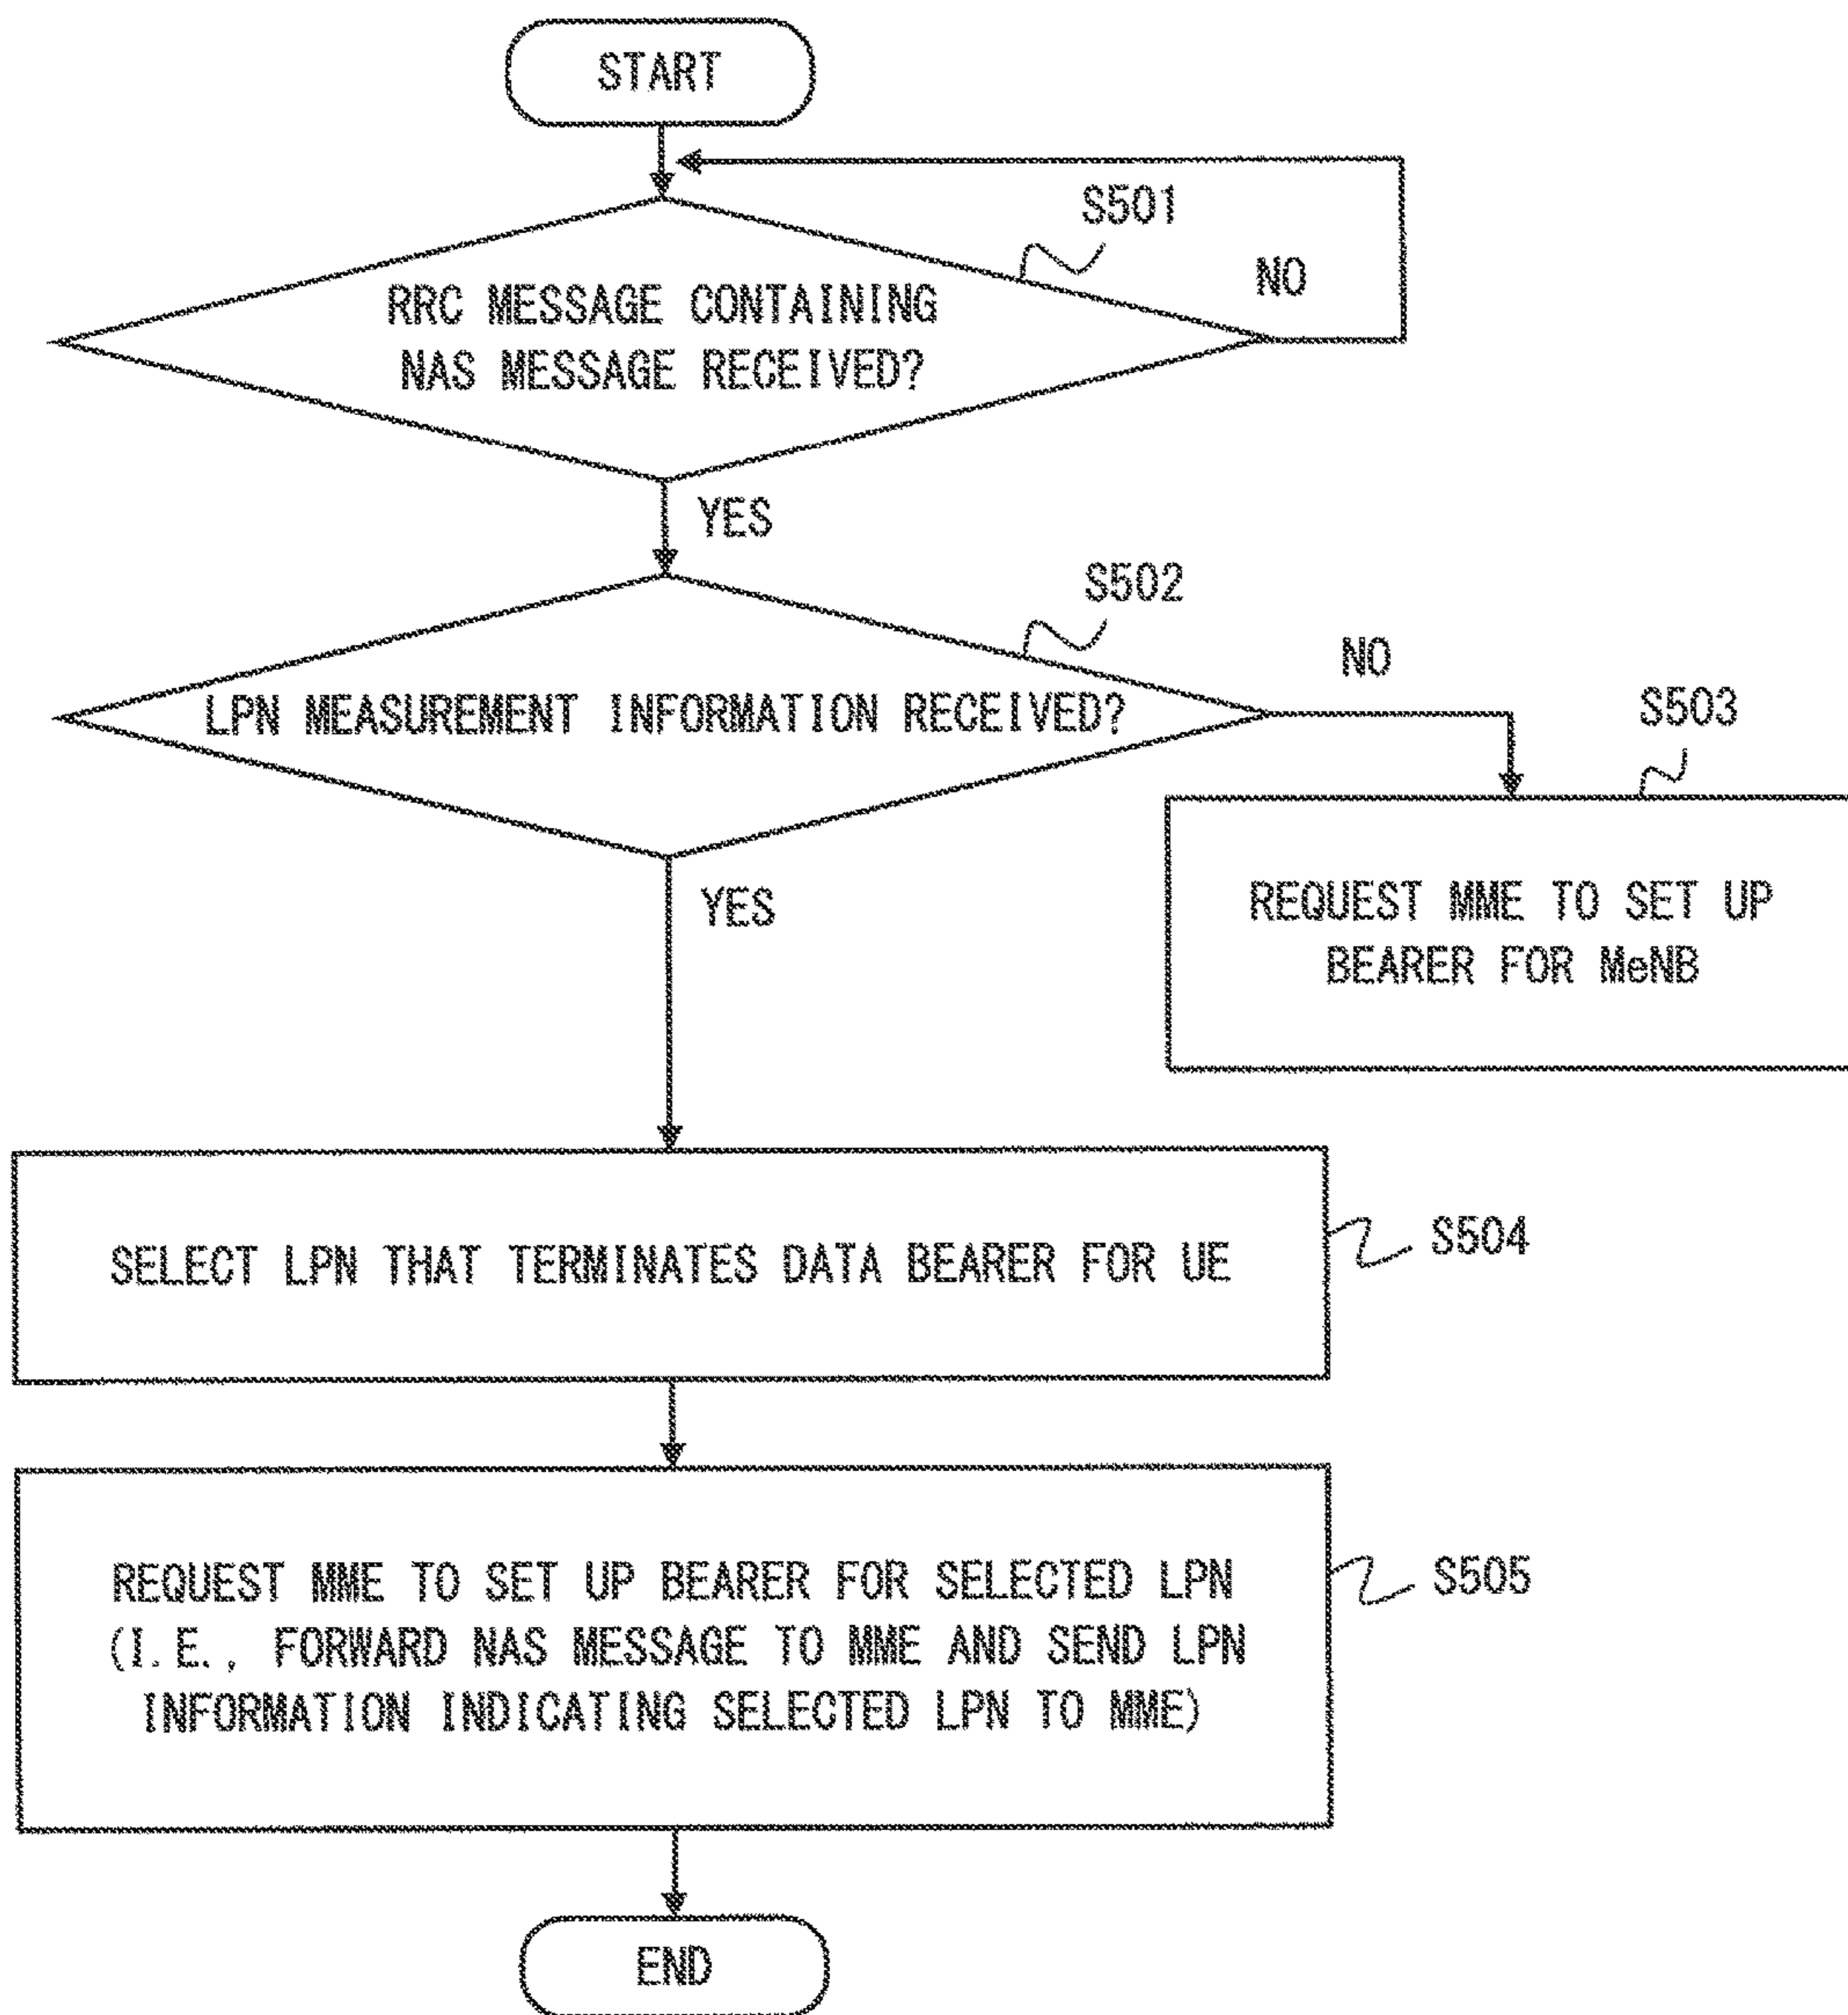 START
S501
RRC MESSAGE CONTAINING
NAS MESSAGE RECEIVED?
NO
YES
S502
LPN MEASUREMENT INFORMATION RECEIVED?
NO
S503
YES
REQUEST MME TO SET UP
BEARER FOR MeNB
SELECT LPN THAT TERMINATES DATA BEARER FOR UE
S504
REQUEST MME TO SET UP BEARER FOR SELECTED LPN
(I.E., FORWARD NAS MESSAGE TO MME AND SEND LPN
INFORMATION INDICATING SELECTED LPN TO MME)
S505
END